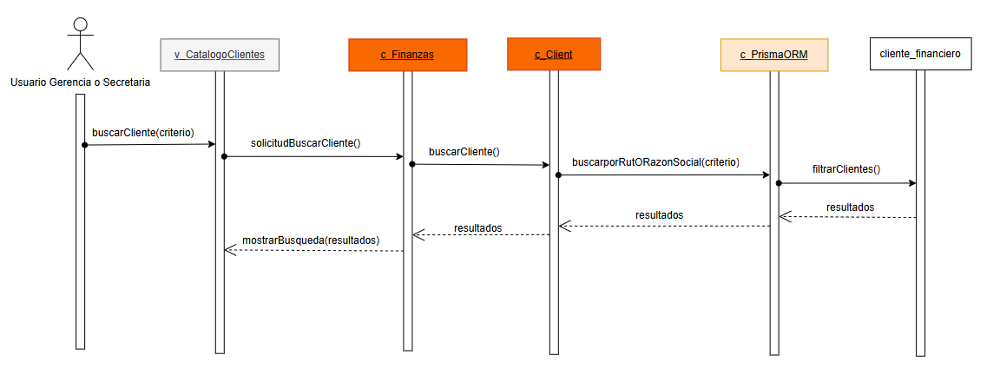 v_CatalogoClientes
c_Finanzas
c_Client
c_PrismaORM
cliente_financiero
Usuario Gerencia o Secretaria
buscarCliente(criterio)
solicitudBuscarCliente()
buscarCliente()
buscarporRutORazonSocial(criterio)
filtrarClientes()
resultados
resultados
resultados
mostrarBusqueda(resultados)